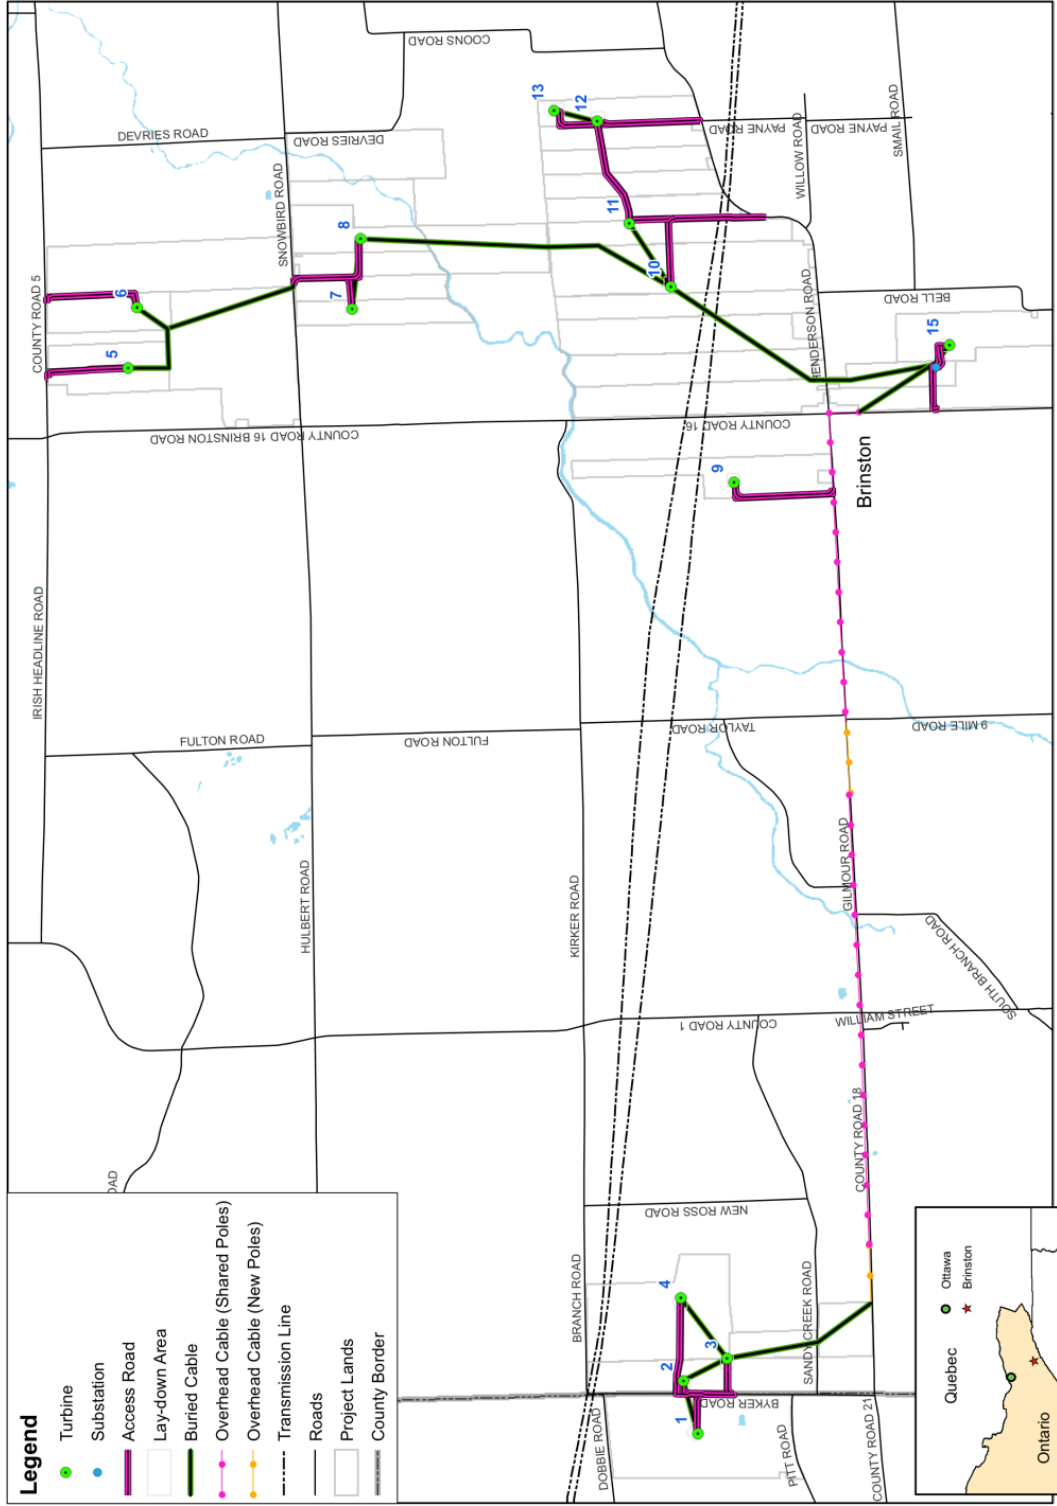 COONS ROAD
13
12
DEVRIES ROAD
DEVRIES ROAD
PAYNE ROAD
PAYNE ROAD
SMAIL ROAD
WILLOW ROAD
SNOWBIRD ROAD
11
8
COUNTY ROAD 5
6
7
10
HENDERSON ROAD
BELL ROAD
5
15
COUNTY ROAD 16 BRINSTON ROAD
COUNTY ROAD 16
9
Brinston
IRISH HEADLINE ROAD
FULTON ROAD
FULTON ROAD
TAYLOR ROAD
9 MILE ROAD
HULBERT ROAD
KIRKER ROAD
GILMOUR ROAD
SOUTH BRANCH ROAD
COUNTY ROAD 1
WILLIAM STREET
COUNTY ROAD 18
NEW ROSS ROAD
BRANCH ROAD
4
SANDY CREEK ROAD
3
2
BYKER ROAD
1
DOBBIE ROAD
PITT ROAD
COUNTY ROAD 21
OAD
Legend
Turbine
Substation
Access Road
Lay-down Area
Buried Cable
Overhead Cable (Shared Poles)
Overhead Cable (New Poles)
Transmission Line
Roads
Project Lands
County Border
Quebec
Ottawa
Brinston
Ontario